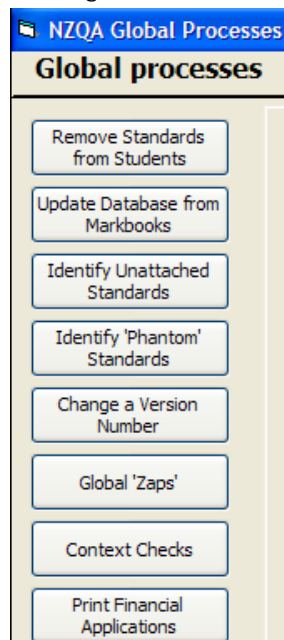 NZQA Global Processes
Global processes
Remove Standards
from Students
Update Database from
Markbooks
Identify Unattached
Standards
Identify 'Phantom'
Standards
Change a Version
Number
Global 'Zaps'
Context Checks
Print Financial
Applications